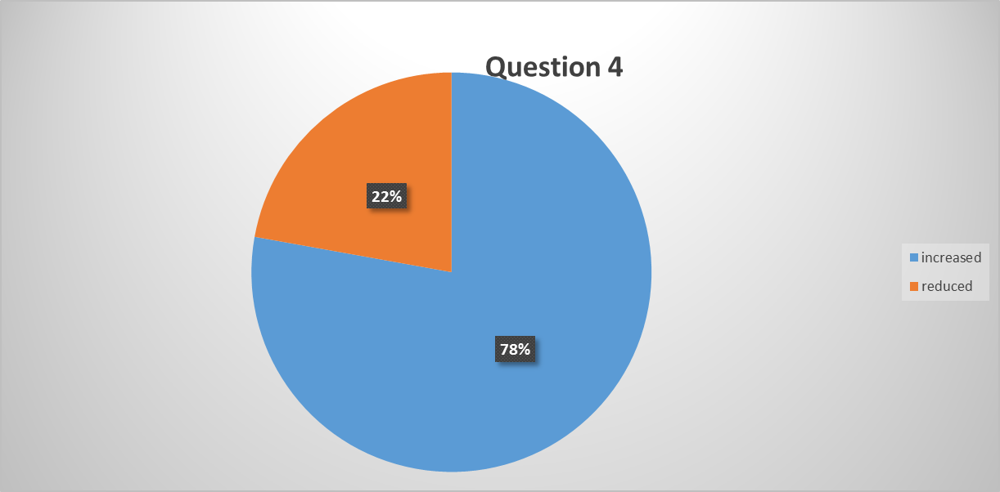 Question 4
22%
78%
increased
reduced